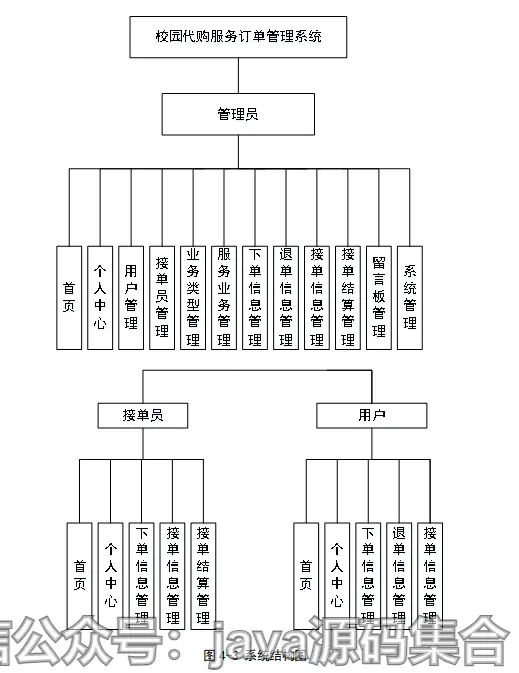 校园代购服务订单管理系统
管理员
首页
个人中心
用户管理
接单员管理
业务类型管理
服务业务管理
下单信息管理
退单信息管理
接单信息管理
接单结算管理
留言板管理
系统管理
接单员
用户
首页
个人中心
下单信息管理
接单信息管理
接单结算管理
首页
个人中心
下单信息管理
退单信息管理
接单信息管理
公众号：java源码集合
系统结构图